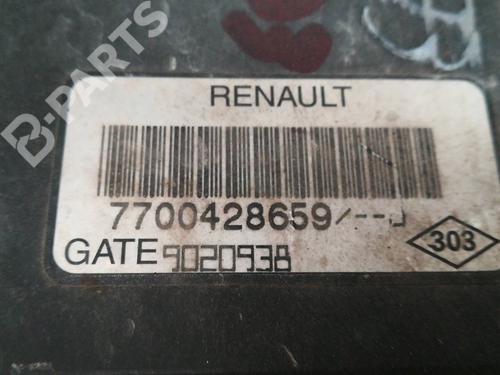 B-PARTS
RENAULT
7700428659/--J
GATE 9020938
303